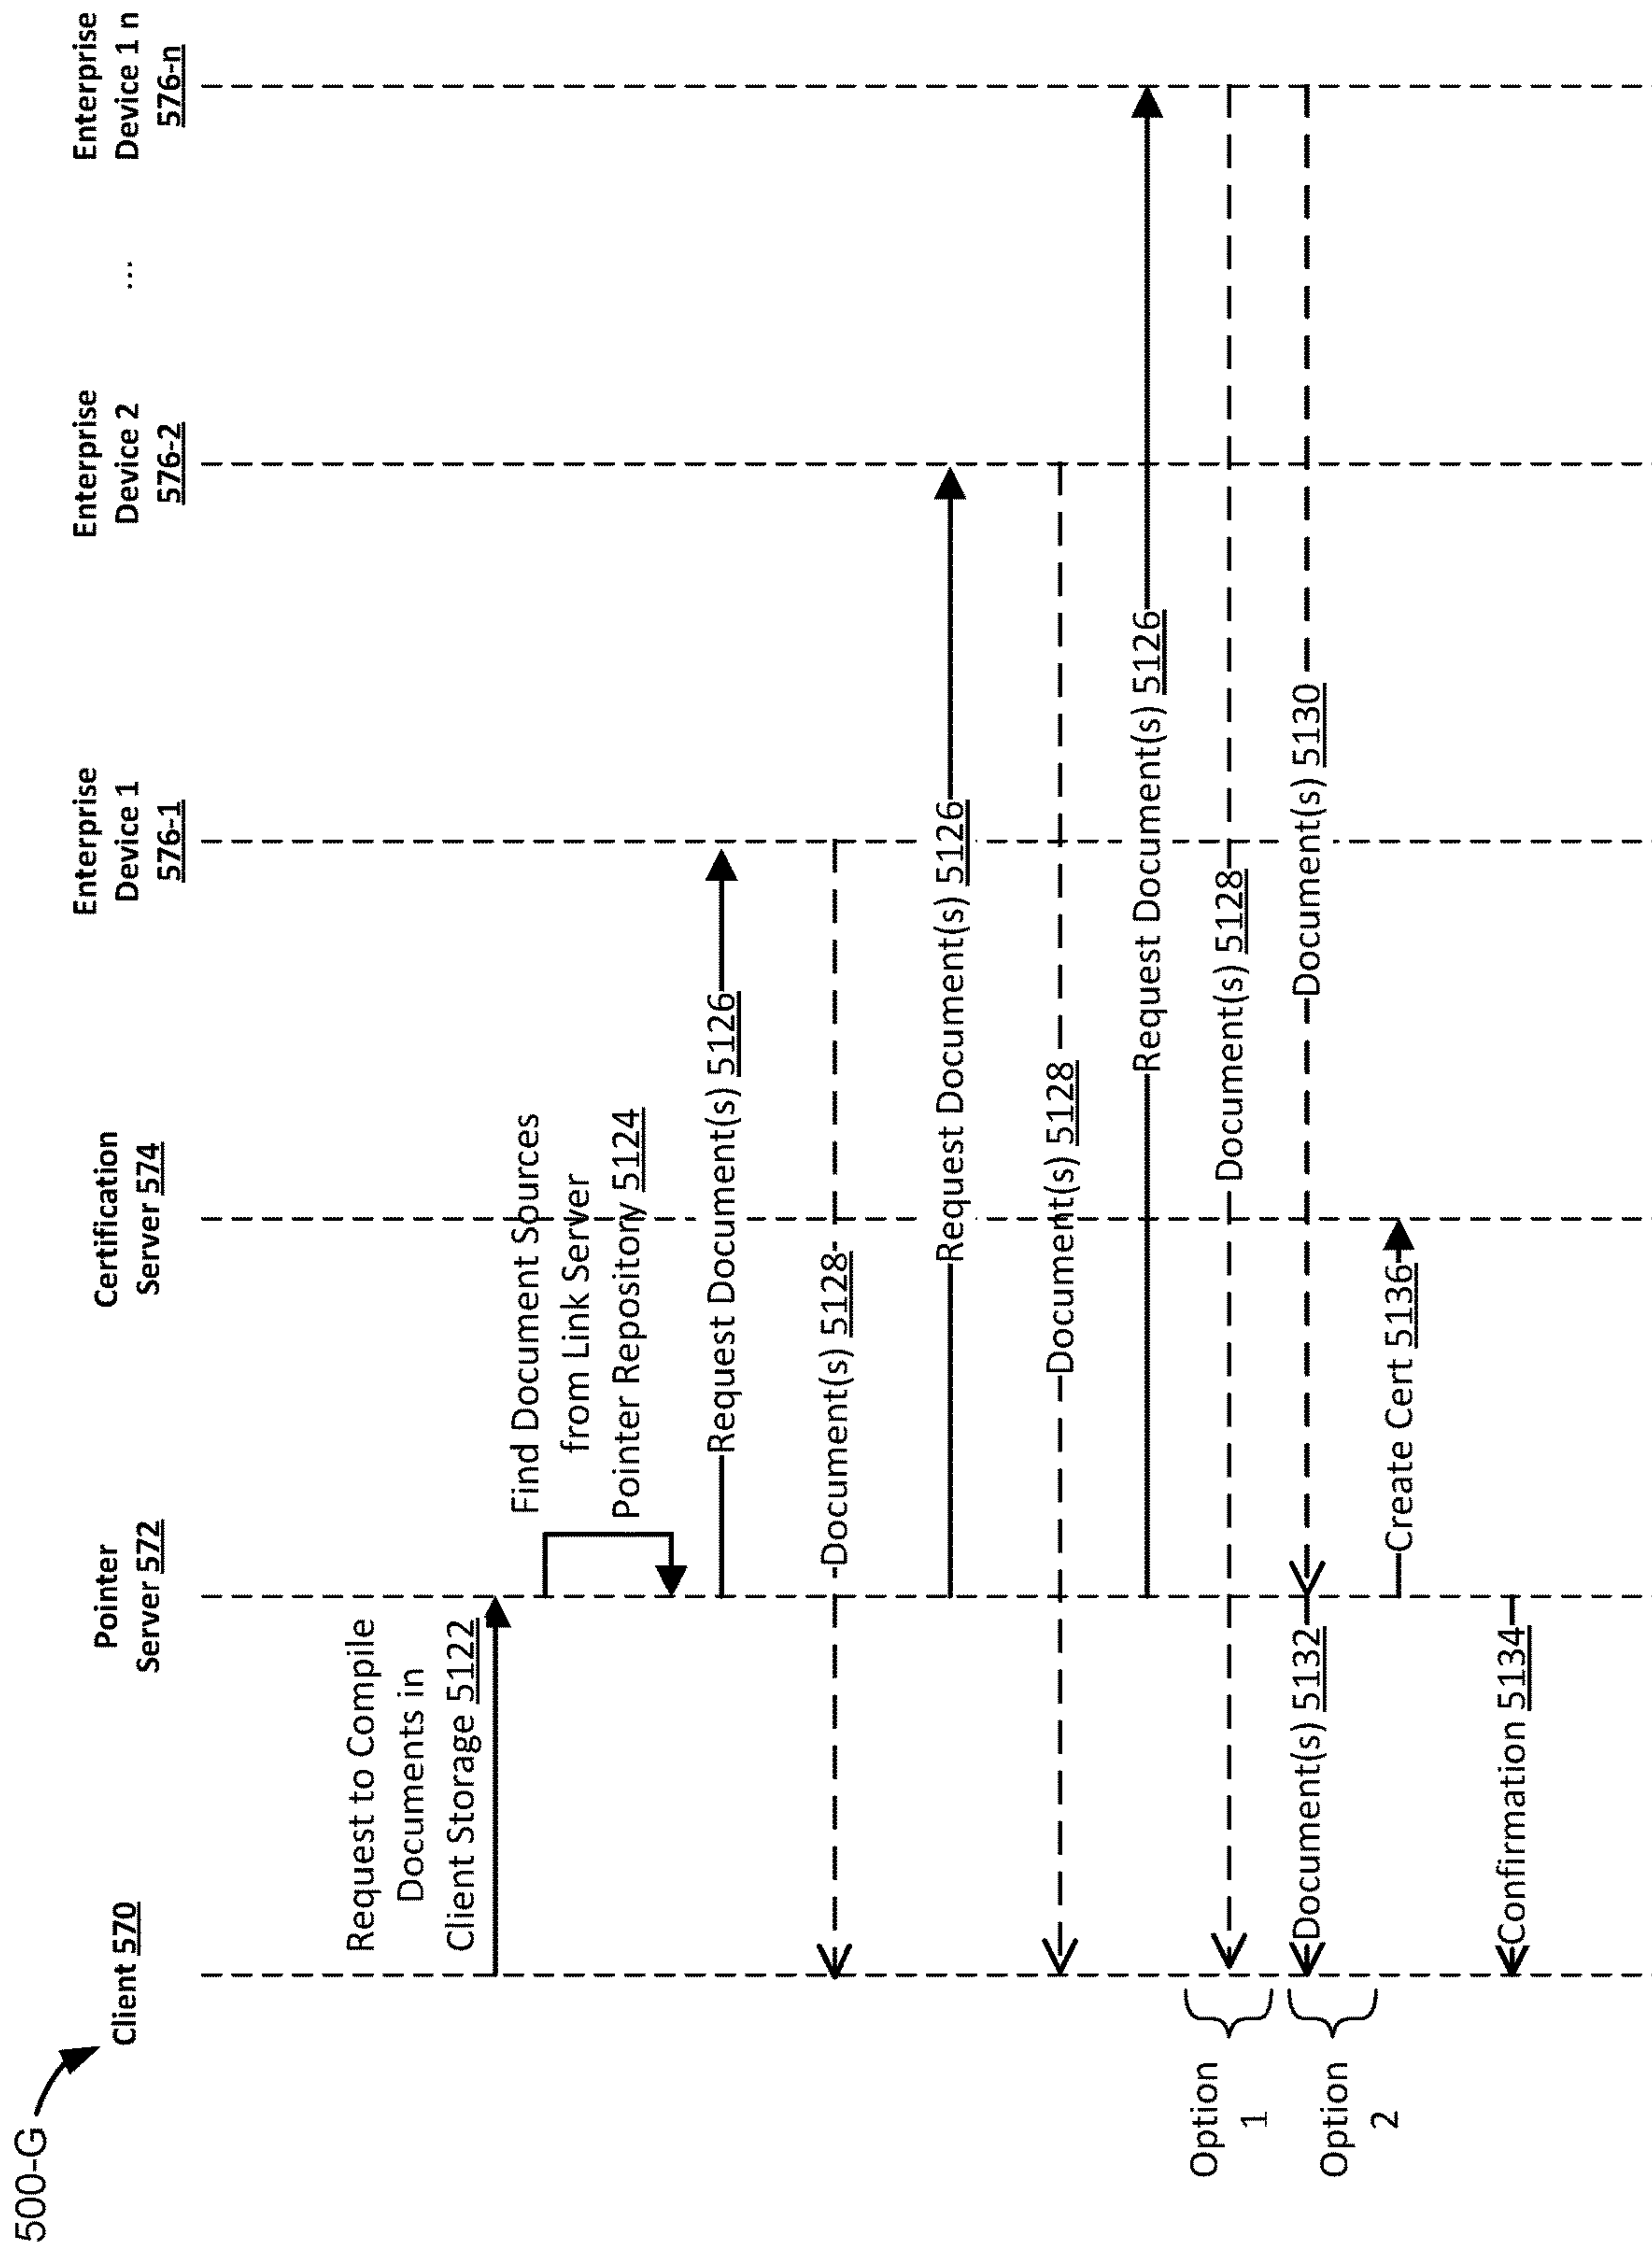 500-G
Client 570
Pointer
Server 572
Certification
Server 574
Enterprise
Device 1
576-1
Enterprise
Device 2
576-2
...
Enterprise
Device 1 n
576-n
Request to Compile
Documents in
Client Storage 5122
Find Document Sources
from Link Server
Pointer Repository 5124
Request Document(s) 5126
Document(s) 5128
Request Document(s) 5126
Document(s) 5128
Request Document(s) 5126
Option
1
Document(s) 5128
Option
2
Document(s) 5132
Document(s) 5130
Create Cert 5136
Confirmation 5134